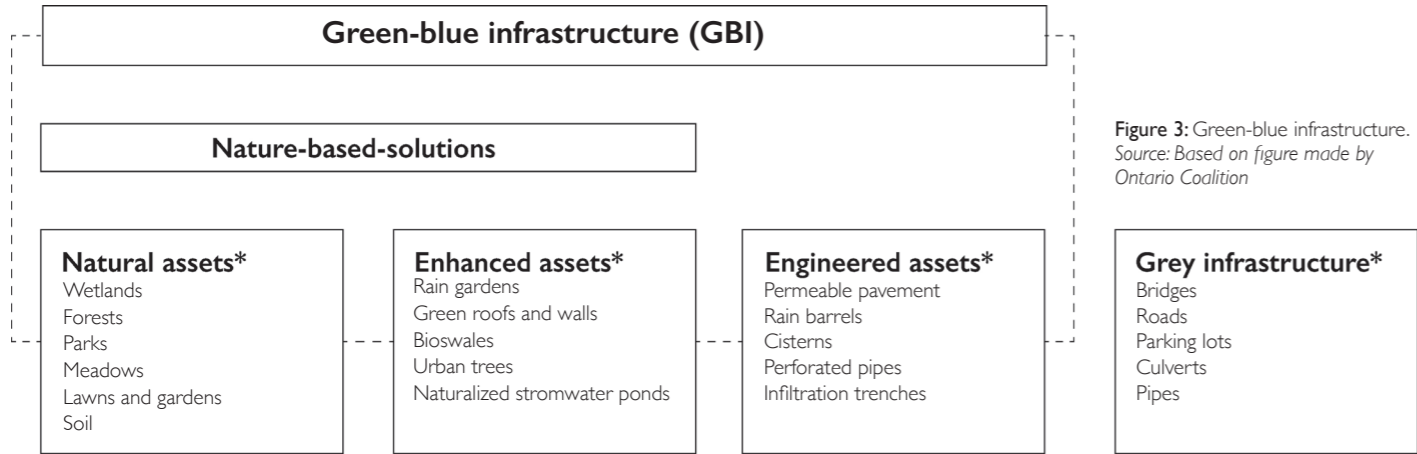 Green-blue infrastructure (GBI)
Nature-based-solutions
Figure 3: Green-blue infrastructure.
Source: Based on figure made by
Ontario Coalition
Natural assets*
Wetlands
Forests
Parks
Meadows
Lawns and gardens
Soil
Enhanced assets*
Rain gardens
Green roofs and walls
Bioswales
Urban trees
Naturalized stromwater ponds
Engineered assets*
Permeable pavement
Rain barrels
Cisterns
Perforated pipes
Infiltration trenches
Grey infrastructure*
Bridges
Roads
Parking lots
Culverts
Pipes